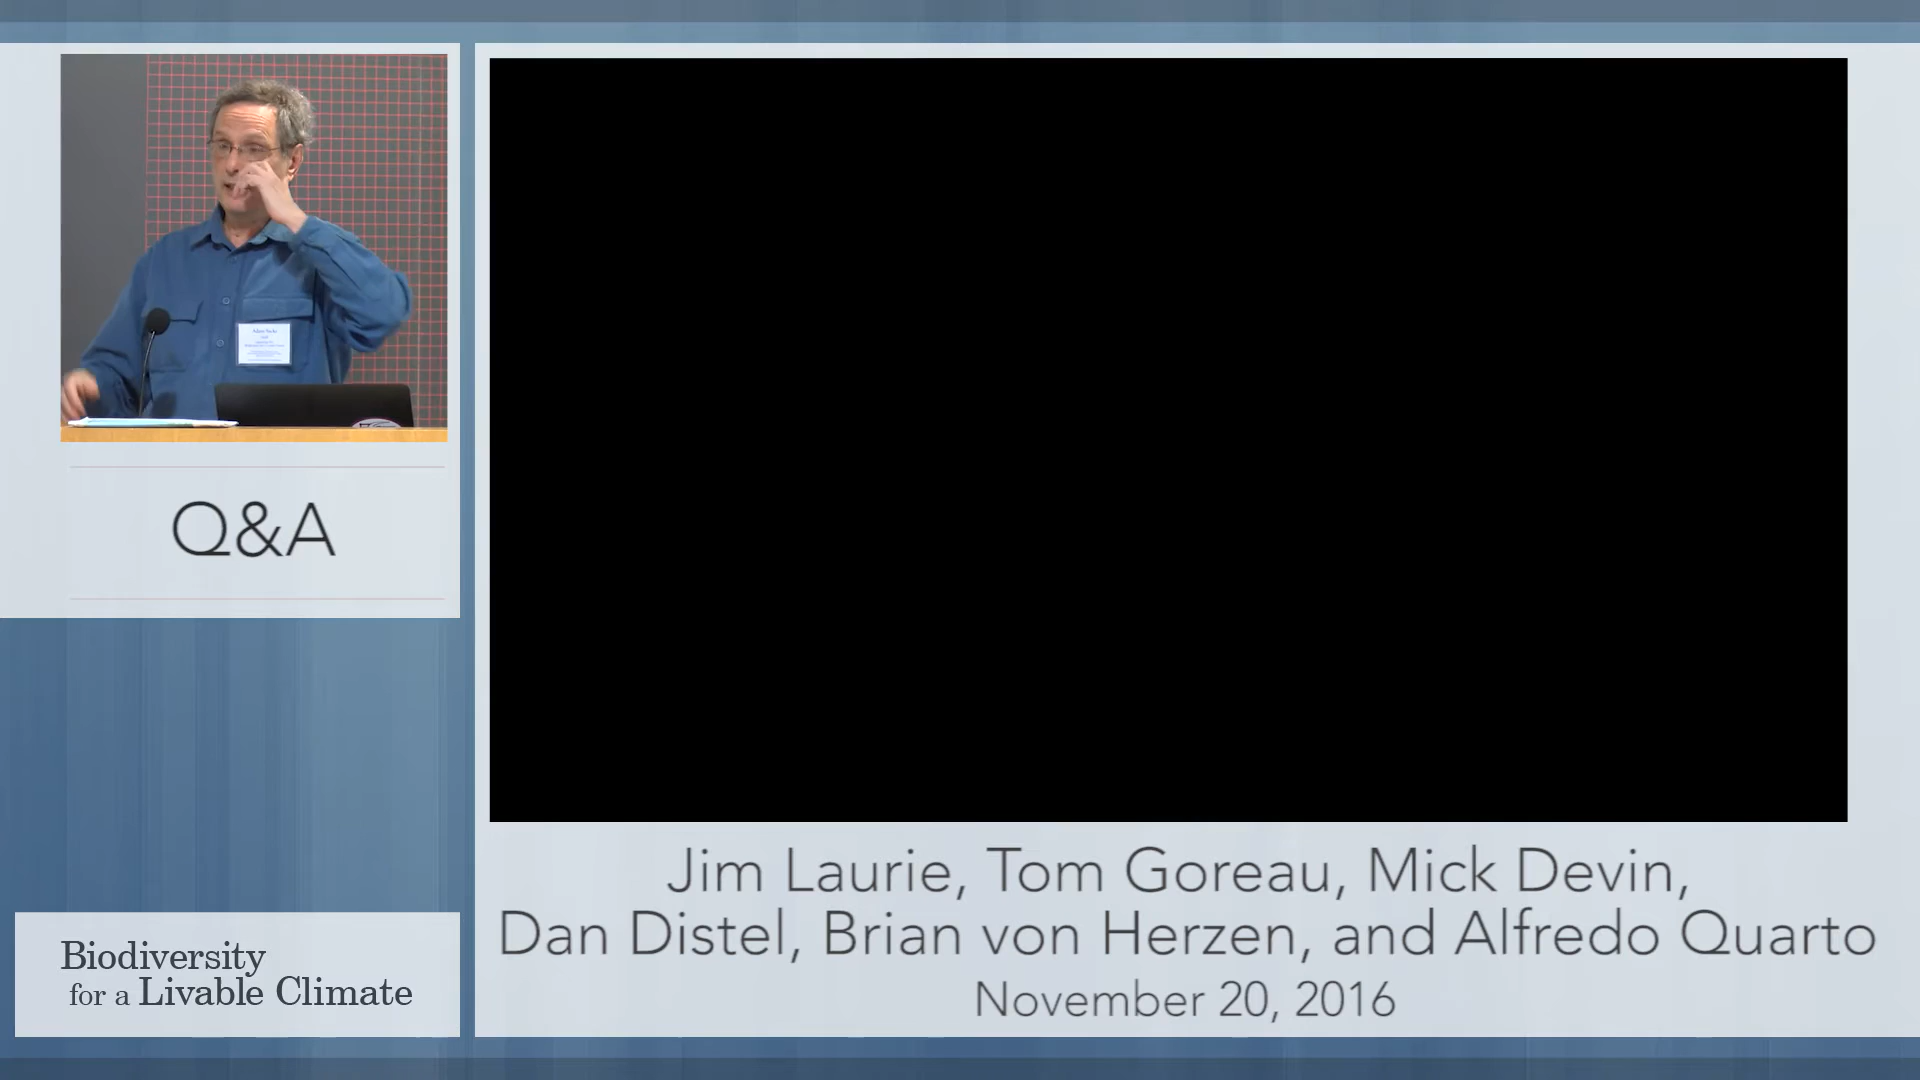 Q&A
Jim Laurie, Tom Goreau, Mick Devin,
Dan Distel, Brian von Herzen, and Alfredo Quarto
November 20, 2016
Biodiversity
for a Livable Climate